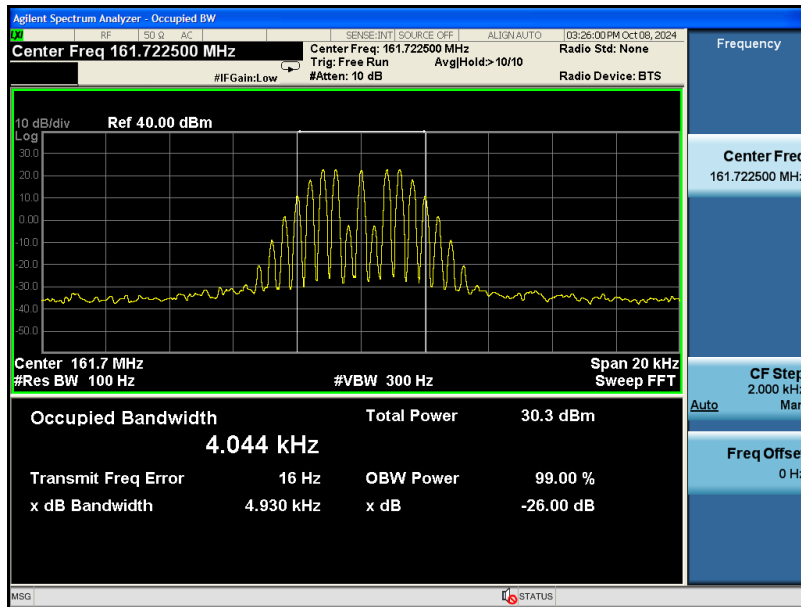 Agilent Spectrum Analyzer - Occupied BW
LXI RF 50 Ω AC SENSE:INT SOURCE OFF ALIGN AUTO 03:26:00 PM Oct 08, 2024
Center Freq 161.722500 MHz
Center Freq: 161.722500 MHz
Radio Std: None
Trig: Free Run Avg|Hold:> 10/10
#IFGain:Low
#Atten: 10 dB
Radio Device: BTS
10 dB/div Ref 40.00 dBm
Log
30.0
20.0
10.0
0.00
-10.0
-20.0
-30.0
-40.0
-50.0
Center 161.7 MHz Span 20 kHz
#Res BW 100 Hz #VBW 300 Hz Sweep FFT
Occupied Bandwidth Total Power 30.3 dBm
4.044 kHz
Transmit Freq Error 16 Hz OBW Power 99.00 %
x dB Bandwidth 4.930 kHz x dB -26.00 dB
MSG STATUS
Frequency
Center Freq
161.722500 MHz
CF Step
2.000 kHz
Auto Man
Freq Offset
0 Hz